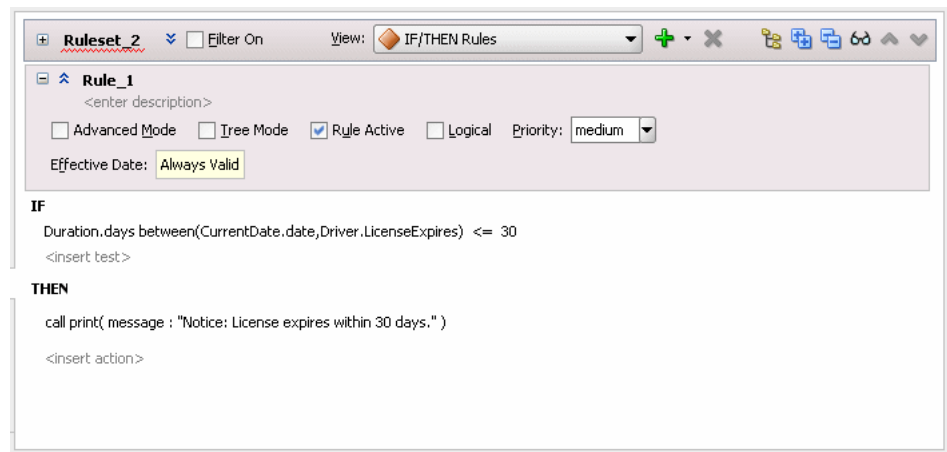 Ruleset_2 Filter On View: IF/THEN Rules
Rule_1
<enter description>
Advanced Mode Tree Mode Rule Active Logical Priority: medium
Effective Date: Always Valid
IF
Duration.days between(CurrentDate.date,Driver.LicenseExpires) <= 30
<insert test>
THEN
call print( message : "Notice: License expires within 30 days." )
<insert action>